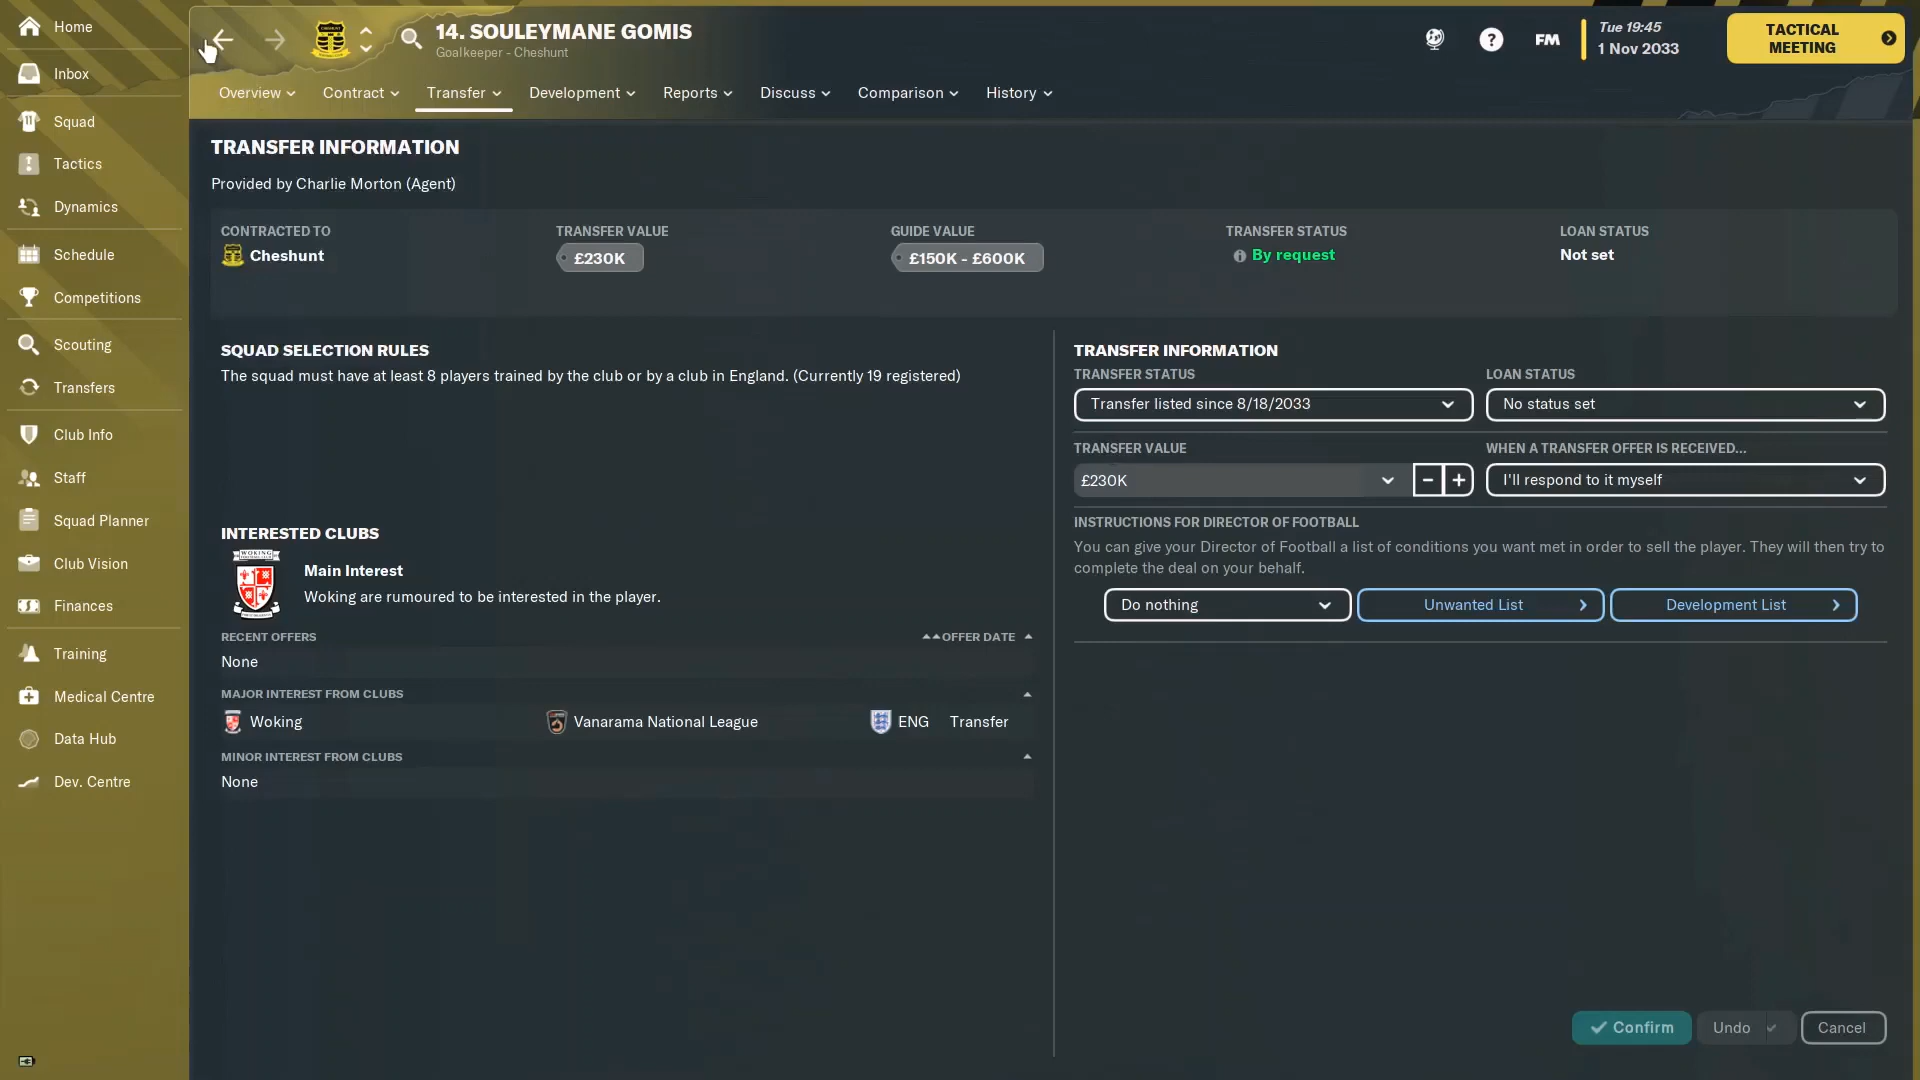 Home
Inbox
Squad
Tactics
Dynamics
Schedule
Competitions
Scouting
Transfers
Club Info
Staff
Squad Planner
Club Vision
Finances
Training
Medical Centre
Data Hub
Dev. Centre
14. SOULEYMANE GOMIS
Goalkeeper - Cheshunt
FM
Tue 19:45
1 Nov 2033
TACTICAL
MEETING
Overview
Contract
Transfer
Development
Reports
Discuss
Comparison
History
TRANSFER INFORMATION
Provided by Charlie Morton (Agent)
CONTRACTED TO
Cheshunt
TRANSFER VALUE
£230K
GUIDE VALUE
£150K - £600K
TRANSFER STATUS
By request
LOAN STATUS
Not set
SQUAD SELECTION RULES
The squad must have at least 8 players trained by the club or by a club in England. (Currently 19 registered)
INTERESTED CLUBS
WOKING
Main Interest
Woking are rumoured to be interested in the player.
RECENT OFFERS
OFFER DATE
None
MAJOR INTEREST FROM CLUBS
Woking
Vanarama National League
ENG
Transfer
MINOR INTEREST FROM CLUBS
None
TRANSFER INFORMATION
TRANSFER STATUS
Transfer listed since 8/18/2033
LOAN STATUS
No status set
TRANSFER VALUE
£230K
- +
WHEN A TRANSFER OFFER IS RECEIVED...
I'll respond to it myself
INSTRUCTIONS FOR DIRECTOR OF FOOTBALL
You can give your Director of Football a list of conditions you want met in order to sell the player. They will then try to
complete the deal on your behalf.
Do nothing
Unwanted List
Development List
Confirm
Undo
Cancel